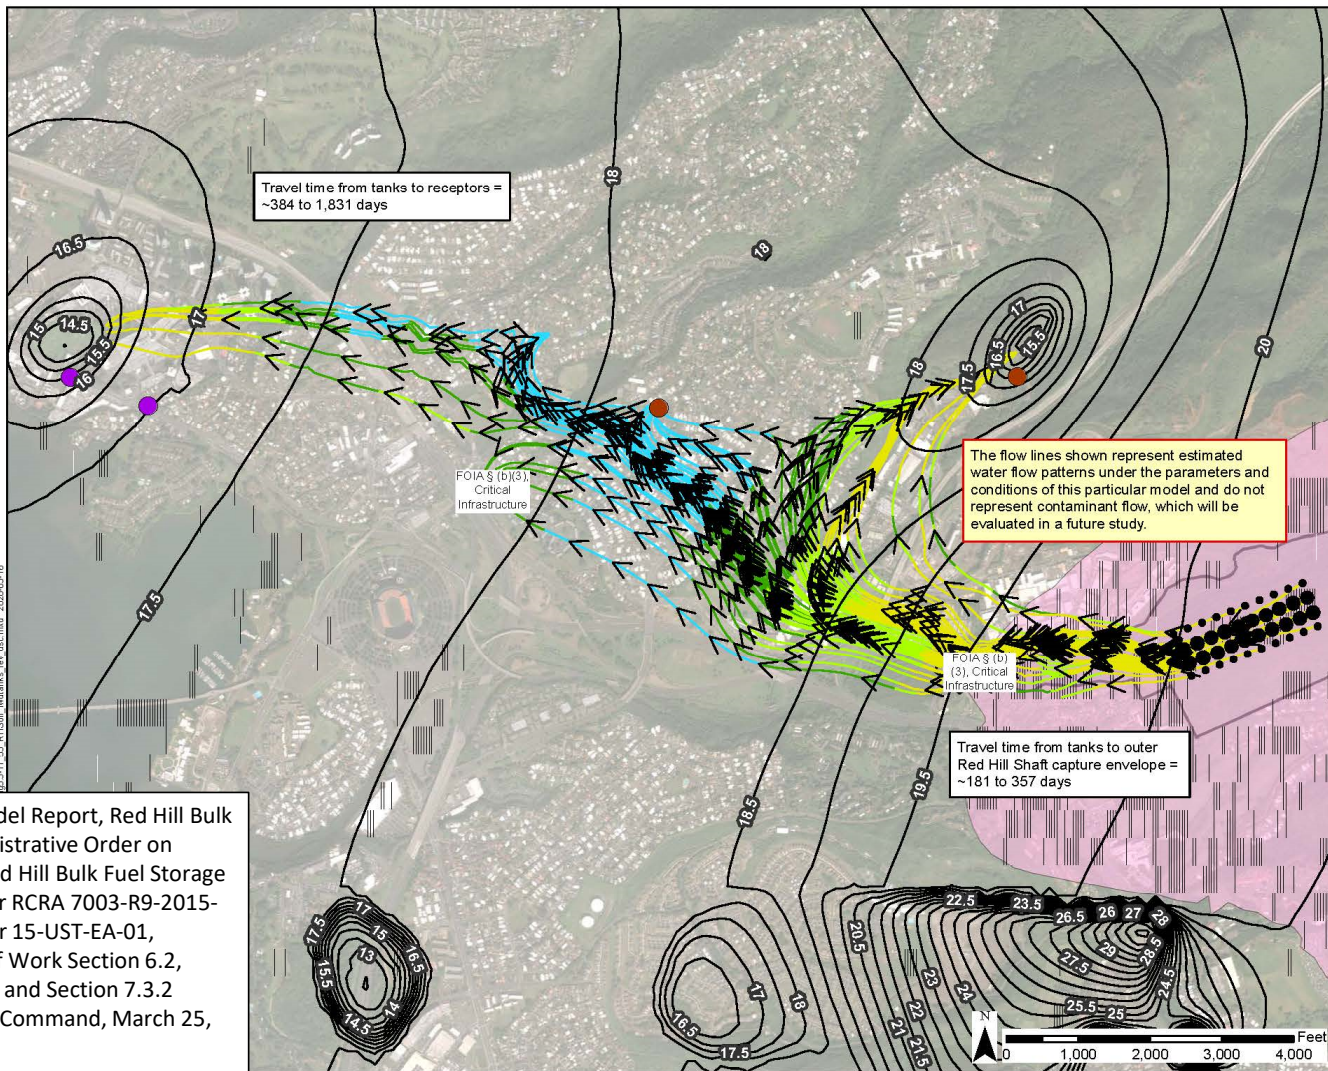 18
Travel time from tanks to receptors =
~384 to 1,831 days
18
16.5
17
14.5
15
15.5
16
17
15.5
16.5
20
18
17.5
The flow lines shown represent estimated
water flow patterns under the parameters and
conditions of this particular model and do not
represent contaminant flow, which will be
evaluated in a future study.
FOIA § (b)(3),
Critical
Infrastructure
17.5
FOIA § (b)
(3), Critical
Infrastructure
Travel time from tanks to outer
Red Hill Shaft capture envelope =
~181 to 357 days
19.5
18.5
del Report, Red Hill Bulk
istrative Order on
d Hill Bulk Fuel Storage
r RCRA 7003-R9-2015-
r 15-UST-EA-01,
f Work Section 6.2,
and Section 7.3.2
Command, March 25,
17.5
17
15
16.5
13
15.5
14
14.5
17
18
16.5
17.5
20.5
22.5
23.5
26.5
26
27
28
29
28.5
27.5
24.5
23
24
22
25.5
25
21
21.5
N
Feet
0
1,000
2,000
3,000
4,000